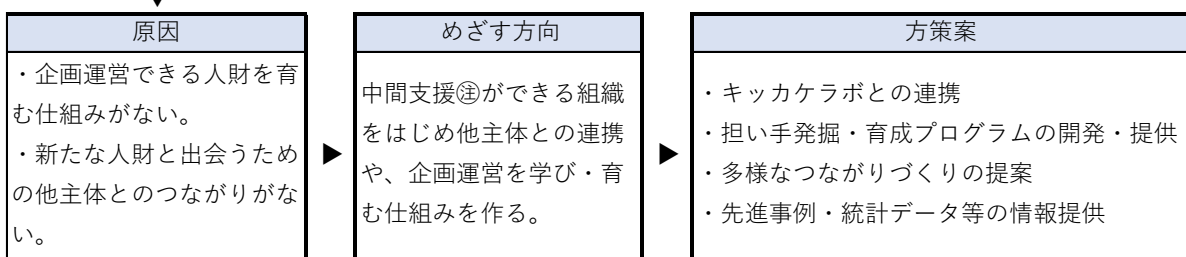 原因
・企画運営できる人財を育
む仕組みがない。
・新たな人財と出会うため
の他主体とのつながりがな
い。
めざす方向
中間支援㊟ができる組織
をはじめ他主体との連携
や、企画運営を学び・育
む仕組みを作る。
方策案
・キッカケラボとの連携
・担い手発掘・育成プログラムの開発・提供
・多様なつながりづくりの提案
・先進事例・統計データ等の情報提供